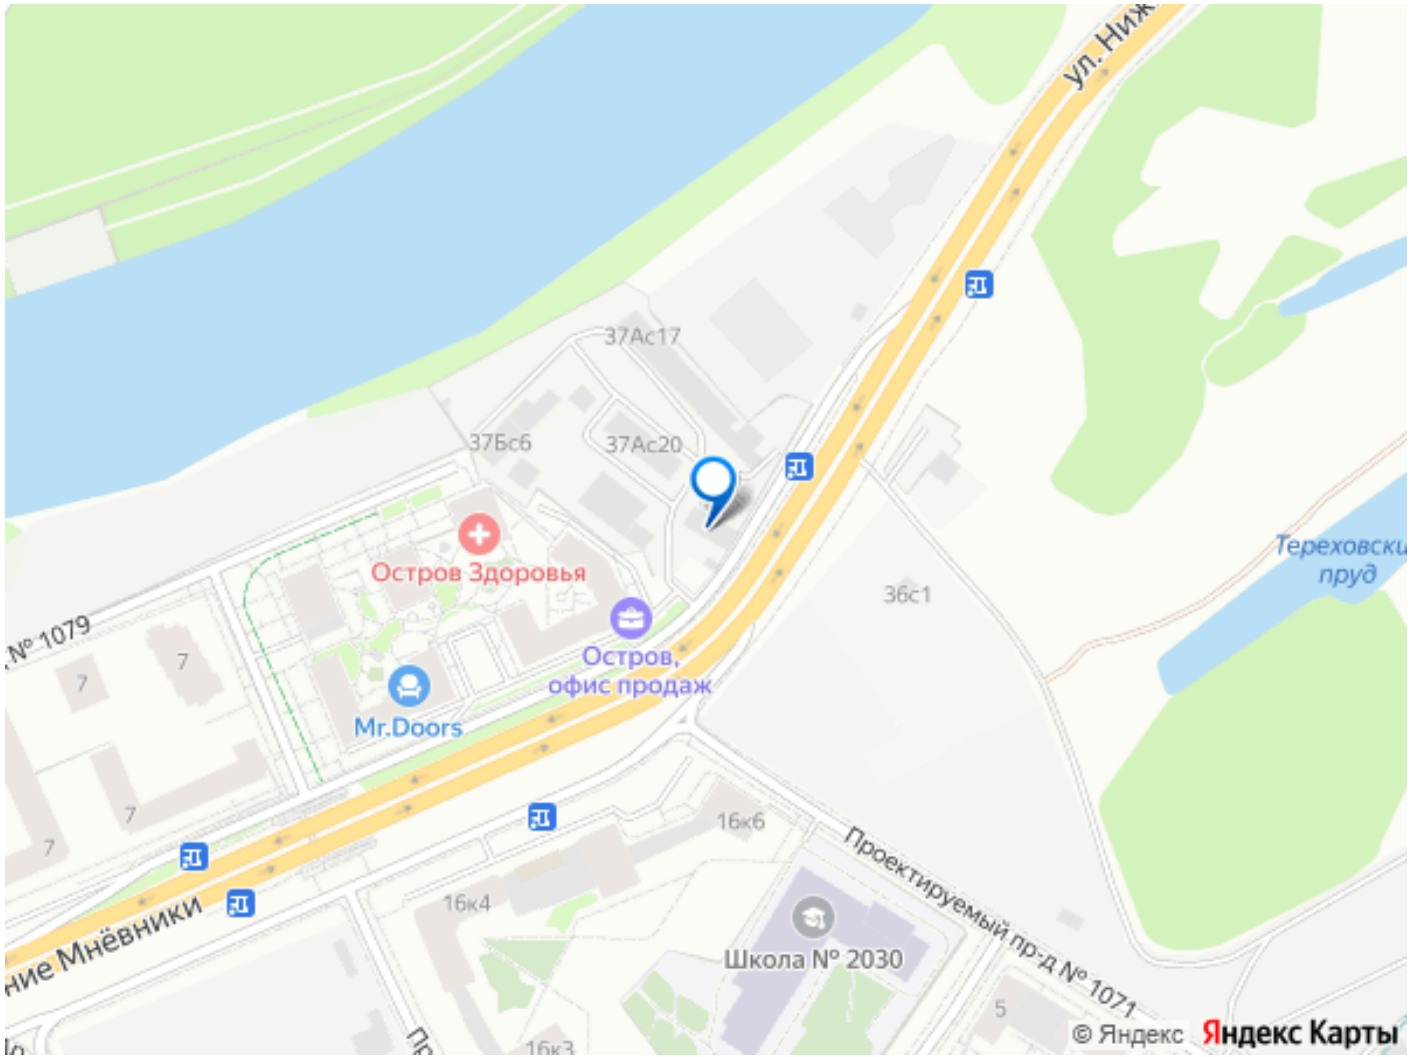 ул. Ниж
37Ас17
37Бс6
37Ас20
Остров Здоровья
Тереховски
пруд
36с1
№ 1079
Остров,
офис продаж
7
7
Mr.Doors
7
7
16к6
Проектируемый пр-д № 1071
16к4
ние Мнёвники
Школа № 2030
5
Пр
16к3
© Яндекс Яндекс Карты